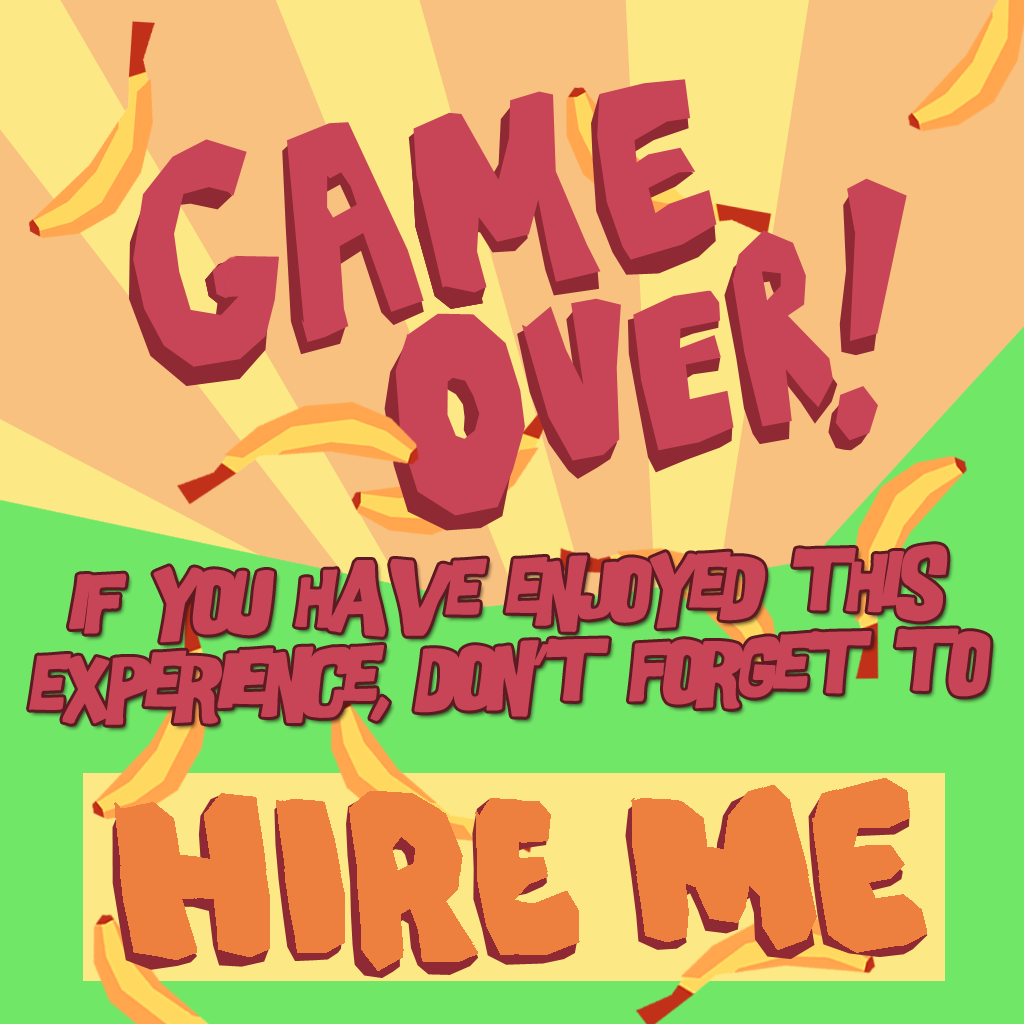 GAME
OVER!
IF YOU HAVE ENJOYED THIS
EXPERIENCE, DON'T FORGET TO
HIRE ME